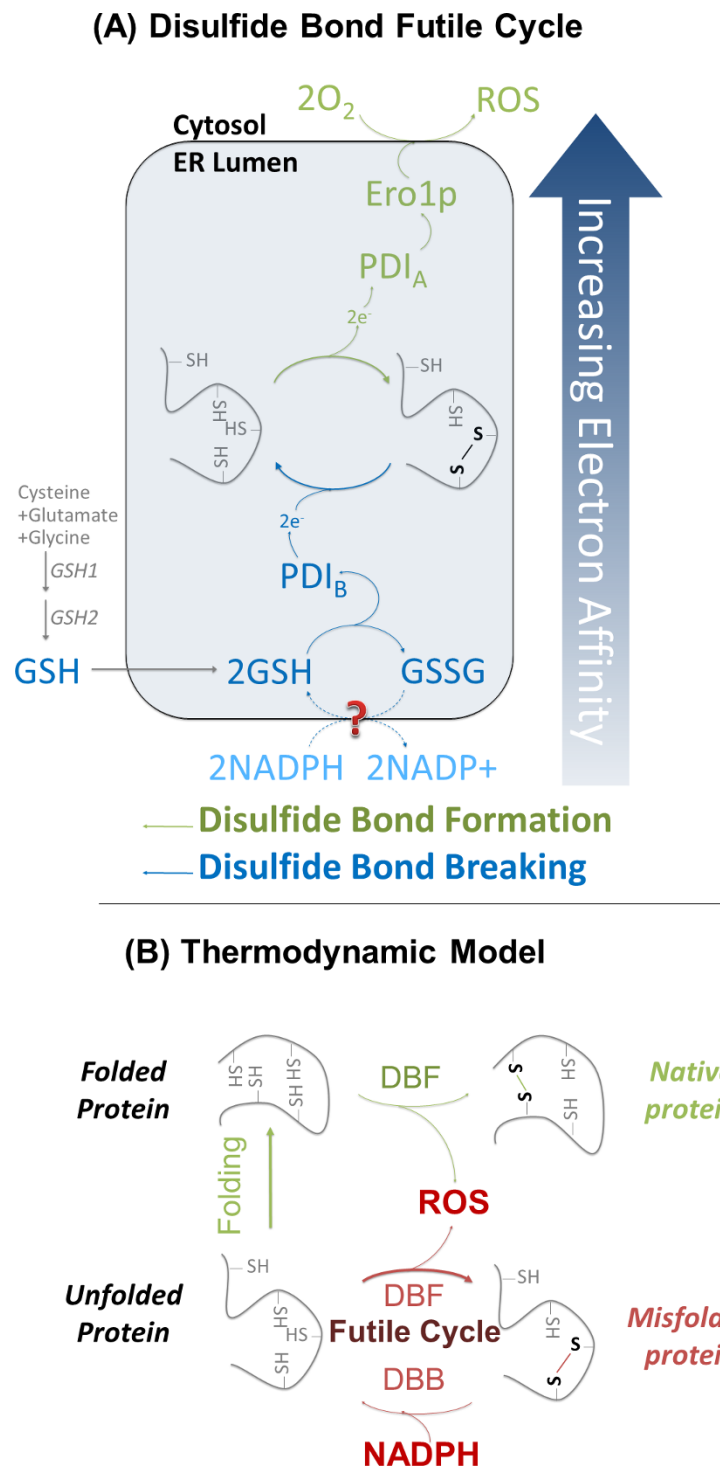 (A) Disulfide Bond Futile Cycle
2O2 ROS
Cytosol
ER Lumen
Ero1p
PDIA
2e-
SH SH
SH SH
HS S
HS S
Increasing Electron Affinity
Cysteine
+Glutamate
+Glycine
2e-
GSH1
PDIB
GSH2
GSH 2GSH GSSG
?
2NADPH 2NADP+
Disulfide Bond Formation
Disulfide Bond Breaking
(B) Thermodynamic Model
Folded
Protein
SH SH SH HS
DBF
S S SH HS
Folding
ROS
Unfolded
Protein
SH
SH
HS
HS
DBF
Futile Cycle
DBB
SH
SH
S
S
NADPH